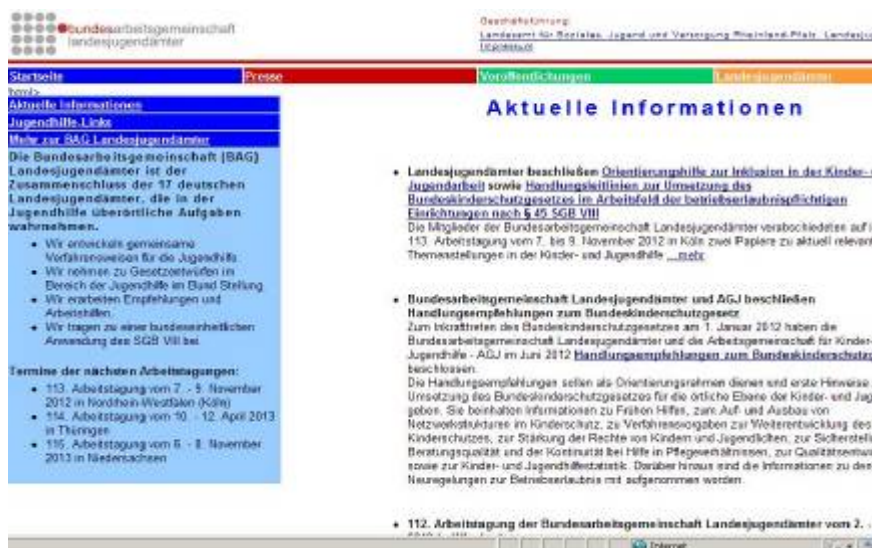 bundesarbeitsgemeinschaft
landesjugendämter
Geschäftsführung:
Landesamt für Soziales, Jugend und Versorgung Rheinland-Pfalz, Landesju
Impressum
Startseite
Presse
Veröffentlichungen
Landesjugendämter
html>
Aktuelle Informationen
Jugendhilfe-Links
Mehr zur BAG Landesjugendämter
Die Bundesarbeitsgemeinschaft (BAG)
Landesjugendämter ist der
Zusammenschluss der 17 deutschen
Landesjugendämter, die in der
Jugendhilfe überörtliche Aufgaben
wahrnehmen.
• Wir entwickeln gemeinsame
Verfahrensweisen für die Jugendhilfe.
• Wir nehmen zu Gesetzentwürfen im
Bereich der Jugendhilfe im Bund Stellung.
• Wir erarbeiten Empfehlungen und
Arbeitshilfen.
• Wir tragen zu einer bundeseinheitlichen
Anwendung des SGB VIII bei.
Termine der nächsten Arbeitstagungen:
• 113. Arbeitstagung vom 7. - 9. November
2012 in Nordrhein-Westfalen (Köln)
• 114. Arbeitstagung vom 10. - 12. April 2013
in Thüringen
• 115. Arbeitstagung vom 6. - 8. November
2013 in Niedersachsen
Aktuelle Informationen
• Landesjugendämter beschließen Orientierungshilfe zur Inklusion in der Kinder-
Jugendarbeit sowie Handlungsleitlinien zur Umsetzung des
Bundeskinderschutzgesetzes im Arbeitsfeld der betriebserlaubnispflichtigen
Einrichtungen nach § 45 SGB VIII
Die Mitglieder der Bundesarbeitsgemeinschaft Landesjugendämter verabschiedeten auf i
113. Arbeitstagung vom 7. bis 9. November 2012 in Köln zwei Papiere zu aktuell relevan
Themenstellungen in der Kinder- und Jugendhilfe ...mehr
• Bundesarbeitsgemeinschaft Landesjugendämter und AGJ beschließen
Handlungsempfehlungen zum Bundeskinderschutzgesetz
Zum Inkrafttreten des Bundeskinderschutzgesetzes am 1. Januar 2012 haben die
Bundesarbeitsgemeinschaft Landesjugendämter und die Arbeitsgemeinschaft für Kinder-
Jugendhilfe - AGJ im Juni 2012 Handlungsempfehlungen zum Bundeskinderschutzg
beschlossen.
Die Handlungsempfehlungen sollen als Orientierungsrahmen dienen und erste Hinweise
Umsetzung des Bundeskinderschutzgesetzes für die örtliche Ebene der Kinder- und Jug
geben. Sie beinhalten Informationen zu Frühen Hilfen, zum Auf- und Ausbau von
Netzwerkstrukturen im Kinderschutz, zu Verfahrensvorgaben zur Weiterentwicklung des
Kinderschutzes, zur Stärkung der Rechte von Kindern und Jugendlichen, zur Sicherstell
Beratungsqualität und der Kontinuität bei Hilfe in Pflegeverhältnissen, zur Qualitätsentwi
sowie zur Kinder- und Jugendhilfestatistik. Darüber hinaus sind die Informationen zu den
Neuregelungen zur Betriebserlaubnis mit aufgenommen worden.
• 112. Arbeitstagung der Bundesarbeitsgemeinschaft Landesjugendämter vom 2. -
Internet